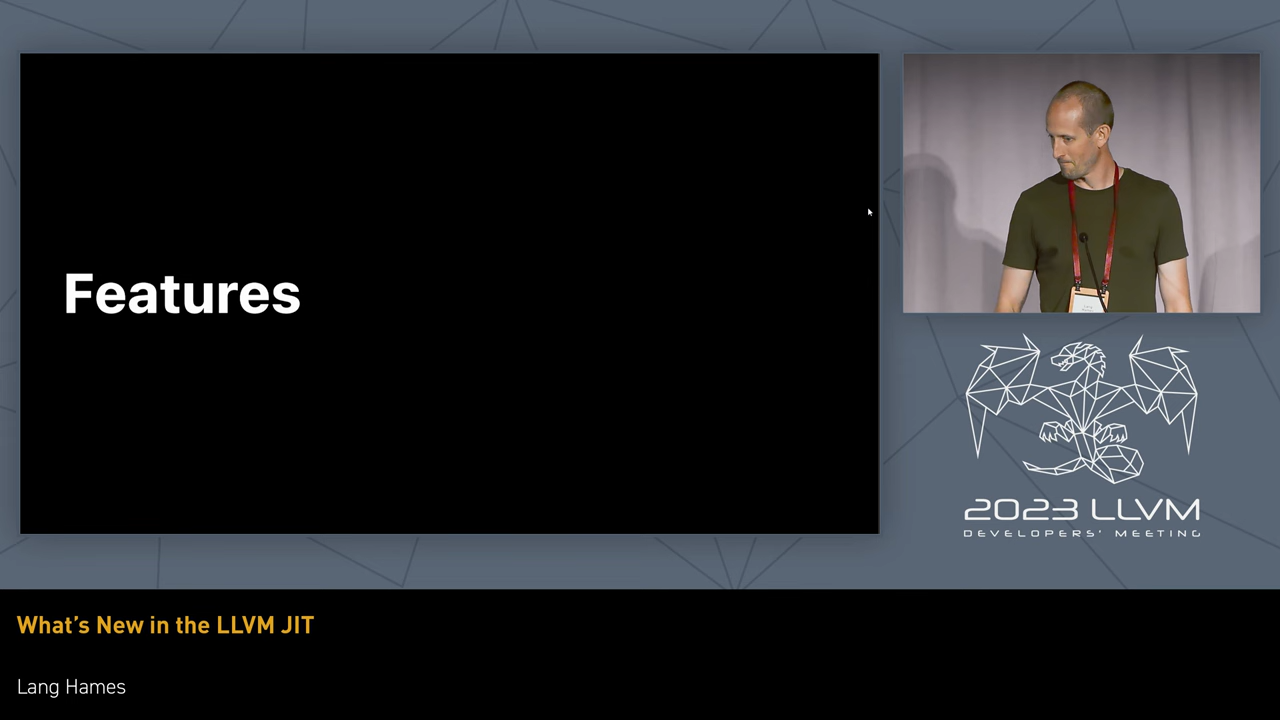 Features
2023 LLVM
DEVELOPERS' MEETING
What's New in the LLVM JIT
Lang Hames